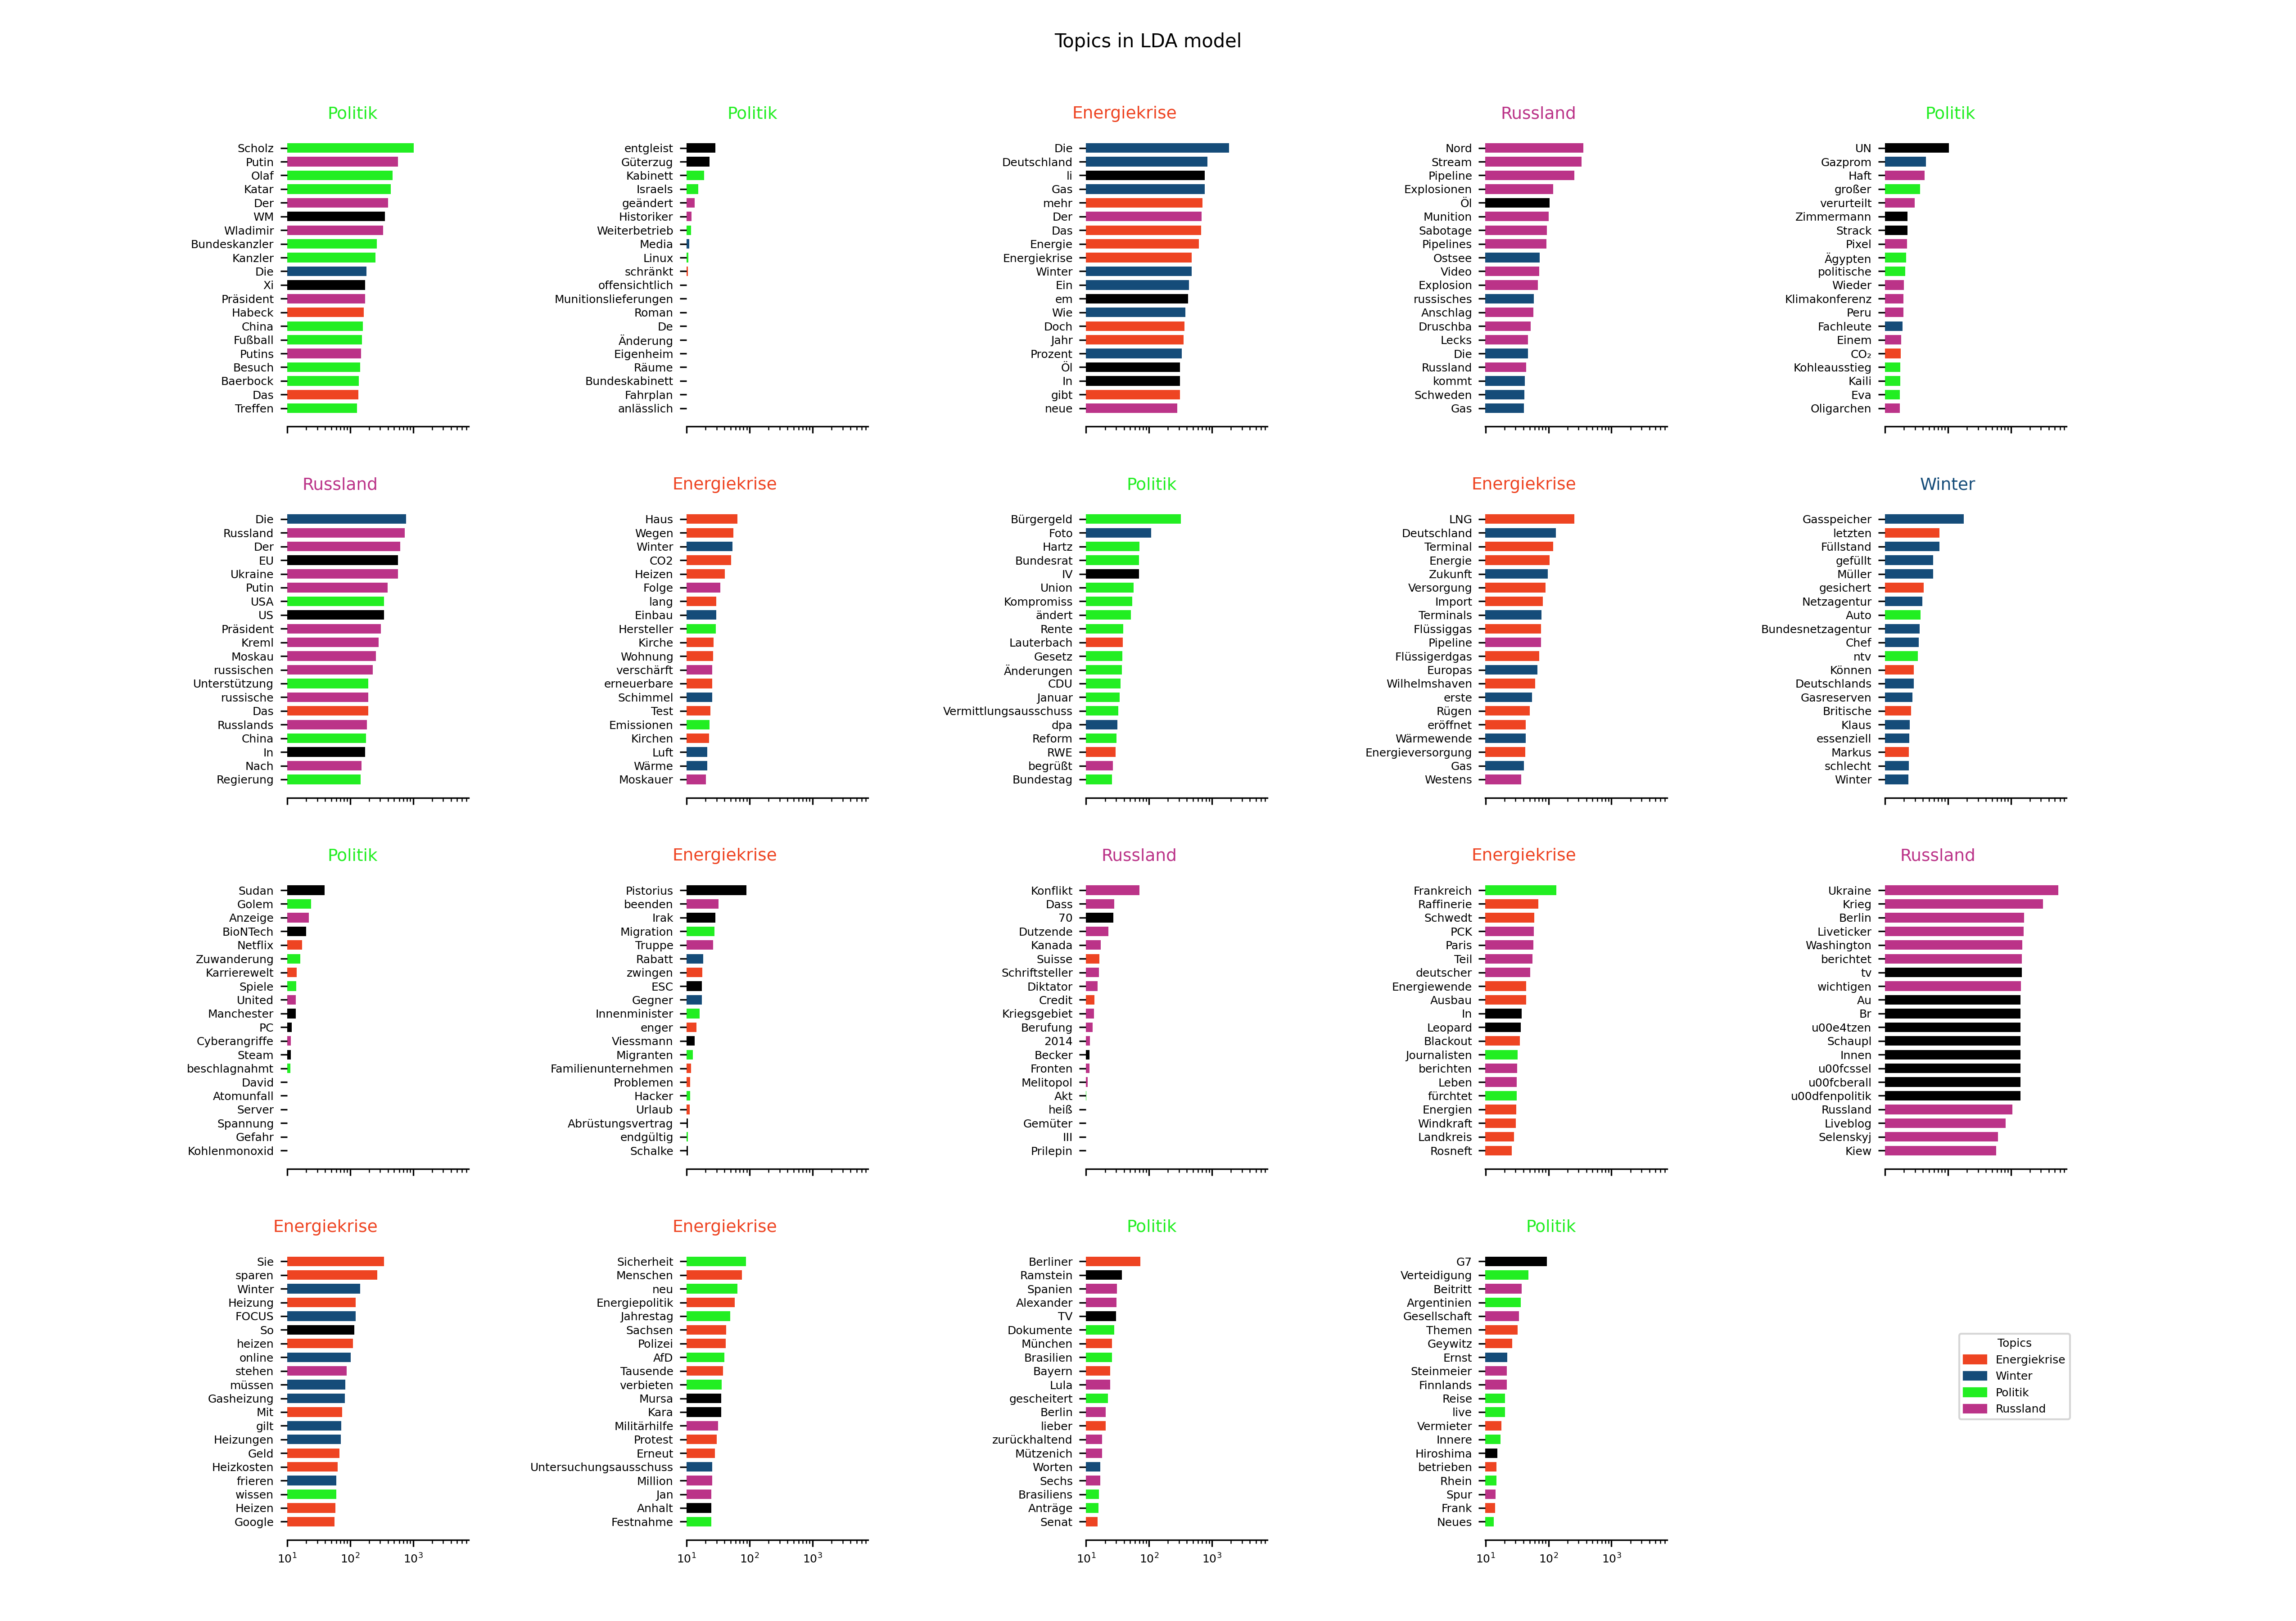 Topics in LDA model
Politik
Scholz
Putin
Olaf
Katar
Der
WM
Wladimir
Bundeskanzler
Kanzler
Die
Xi
Präsident
Habeck
China
Fußball
Putins
Besuch
Baerbock
Das
Treffen
Politik
entgleist
Güterzug
Kabinett
Israels
geändert
Historiker
Weiterbetrieb
Media
Linux
schränkt
offensichtlich
Munitionslieferungen
Roman
De
Änderung
Eigenheim
Räume
Bundeskabinett
Fahrplan
anlässlich
Energiekrise
Die
Deutschland
li
Gas
mehr
Der
Das
Energie
Energiekrise
Winter
Ein
em
Wie
Doch
Jahr
Prozent
Öl
In
gibt
neue
Russland
Nord
Stream
Pipeline
Explosionen
Öl
Munition
Sabotage
Pipelines
Ostsee
Video
Explosion
russisches
Anschlag
Druschba
Lecks
Die
Russland
kommt
Schweden
Gas
Politik
UN
Gazprom
Haft
großer
verurteilt
Zimmermann
Strack
Pixel
Ägypten
politische
Wieder
Klimakonferenz
Peru
Fachleute
Einem
CO₂
Kohleausstieg
Kaili
Eva
Oligarchen
Russland
Die
Russland
Der
EU
Ukraine
Putin
USA
US
Präsident
Kreml
Moskau
russischen
Unterstützung
russische
Das
Russlands
China
In
Nach
Regierung
Energiekrise
Haus
Wegen
Winter
CO2
Heizen
Folge
lang
Einbau
Hersteller
Kirche
Wohnung
verschärft
erneuerbare
Schimmel
Test
Emissionen
Kirchen
Luft
Wärme
Moskauer
Politik
Bürgergeld
Foto
Hartz
Bundesrat
IV
Union
Kompromiss
ändert
Rente
Lauterbach
Gesetz
Änderungen
CDU
Januar
Vermittlungsausschuss
dpa
Reform
RWE
begrüßt
Bundestag
Energiekrise
LNG
Deutschland
Terminal
Energie
Zukunft
Versorgung
Import
Terminals
Flüssiggas
Pipeline
Flüssigerdgas
Europas
Wilhelmshaven
erste
Rügen
eröffnet
Wärmewende
Energieversorgung
Gas
Westens
Winter
Gasspeicher
letzten
Füllstand
gefüllt
Müller
gesichert
Netzagentur
Auto
Bundesnetzagentur
Chef
ntv
Können
Deutschlands
Gasreserven
Britische
Klaus
essenziell
Markus
schlecht
Winter
Politik
Sudan
Golem
Anzeige
BioNTech
Netflix
Zuwanderung
Karrierewelt
Spiele
United
Manchester
PC
Cyberangriffe
Steam
beschlagnahmt
David
Atomunfall
Server
Spannung
Gefahr
Kohlenmonoxid
Energiekrise
Pistorius
beenden
Irak
Migration
Truppe
Rabatt
zwingen
ESC
Gegner
Innenminister
enger
Viessmann
Migranten
Familienunternehmen
Problemen
Hacker
Urlaub
Abrüstungsvertrag
endgültig
Schalke
Russland
Konflikt
Dass
70
Dutzende
Kanada
Suisse
Schriftsteller
Diktator
Credit
Kriegsgebiet
Berufung
2014
Becker
Fronten
Melitopol
Akt
heiß
Gemüter
III
Prilepin
Energiekrise
Frankreich
Raffinerie
Schwedt
PCK
Paris
Teil
deutscher
Energiewende
Ausbau
In
Leopard
Blackout
Journalisten
berichten
Leben
fürchtet
Energien
Windkraft
Landkreis
Rosneft
Russland
Ukraine
Krieg
Berlin
Liveticker
Washington
berichtet
tv
wichtigen
Au
Br
u00e4tzen
Schaupl
Innen
u00fcssel
u00fcberall
u00dfenpolitik
Russland
Liveblog
Selenskyj
Kiew
Energiekrise
Sie
sparen
Winter
Heizung
FOCUS
So
heizen
online
stehen
müssen
Gasheizung
Mit
gilt
Heizungen
Geld
Heizkosten
frieren
wissen
Heizen
Google
10¹ 10² 10³
Energiekrise
Sicherheit
Menschen
neu
Energiepolitik
Jahrestag
Sachsen
Polizei
AfD
Tausende
verbieten
Mursa
Kara
Militärhilfe
Protest
Erneut
Untersuchungsausschuss
Million
Jan
Anhalt
Festnahme
10¹ 10² 10³
Politik
Berliner
Ramstein
Spanien
Alexander
TV
Dokumente
München
Brasilien
Bayern
Lula
gescheitert
Berlin
lieber
zurückhaltend
Mützenich
Worten
Sechs
Brasiliens
Anträge
Senat
10¹ 10² 10³
Politik
G7
Verteidigung
Beitritt
Argentinien
Gesellschaft
Themen
Geywitz
Ernst
Steinmeier
Finnlands
Reise
live
Vermieter
Innere
Hiroshima
betrieben
Rhein
Spur
Frank
Neues
10¹ 10² 10³
Topics
Energiekrise
Winter
Politik
Russland